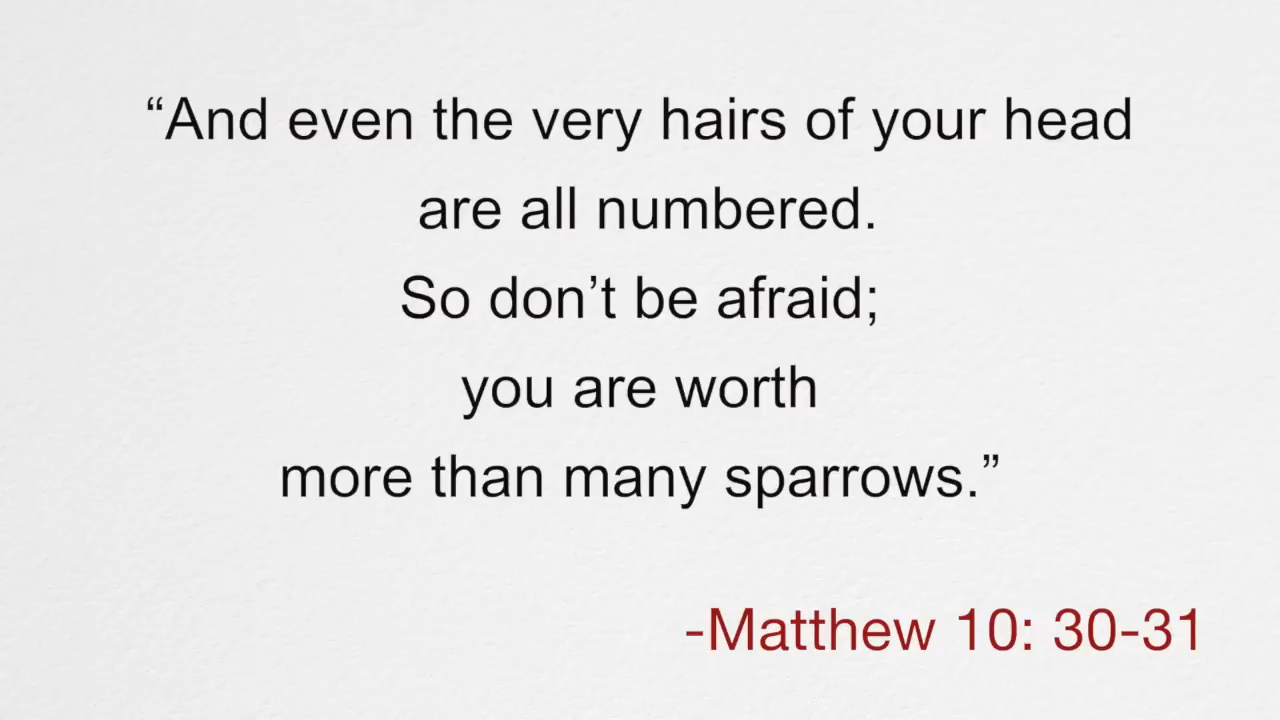 “And even the very hairs of your head
are all numbered.
So don’t be afraid;
you are worth
more than many sparrows.”
-Matthew 10: 30-31